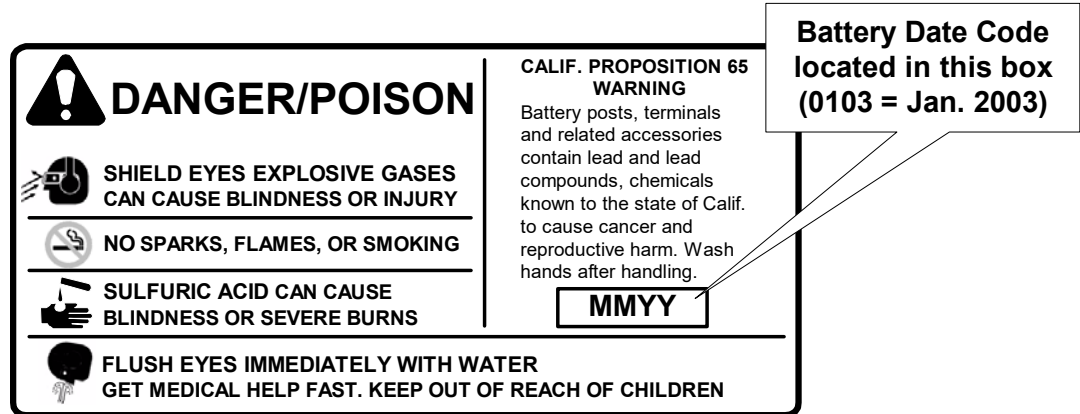 Battery Date Code
located in this box
(0103 = Jan. 2003)
DANGER/POISON
SHIELD EYES EXPLOSIVE GASES
CAN CAUSE BLINDNESS OR INJURY
NO SPARKS, FLAMES, OR SMOKING
SULFURIC ACID CAN CAUSE
BLINDNESS OR SEVERE BURNS
CALIF. PROPOSITION 65
WARNING
Battery posts, terminals
and related accessories
contain lead and lead
compounds, chemicals
known to the state of Calif.
to cause cancer and
reproductive harm. Wash
hands after handling.
MMYY
FLUSH EYES IMMEDIATELY WITH WATER
GET MEDICAL HELP FAST. KEEP OUT OF REACH OF CHILDREN